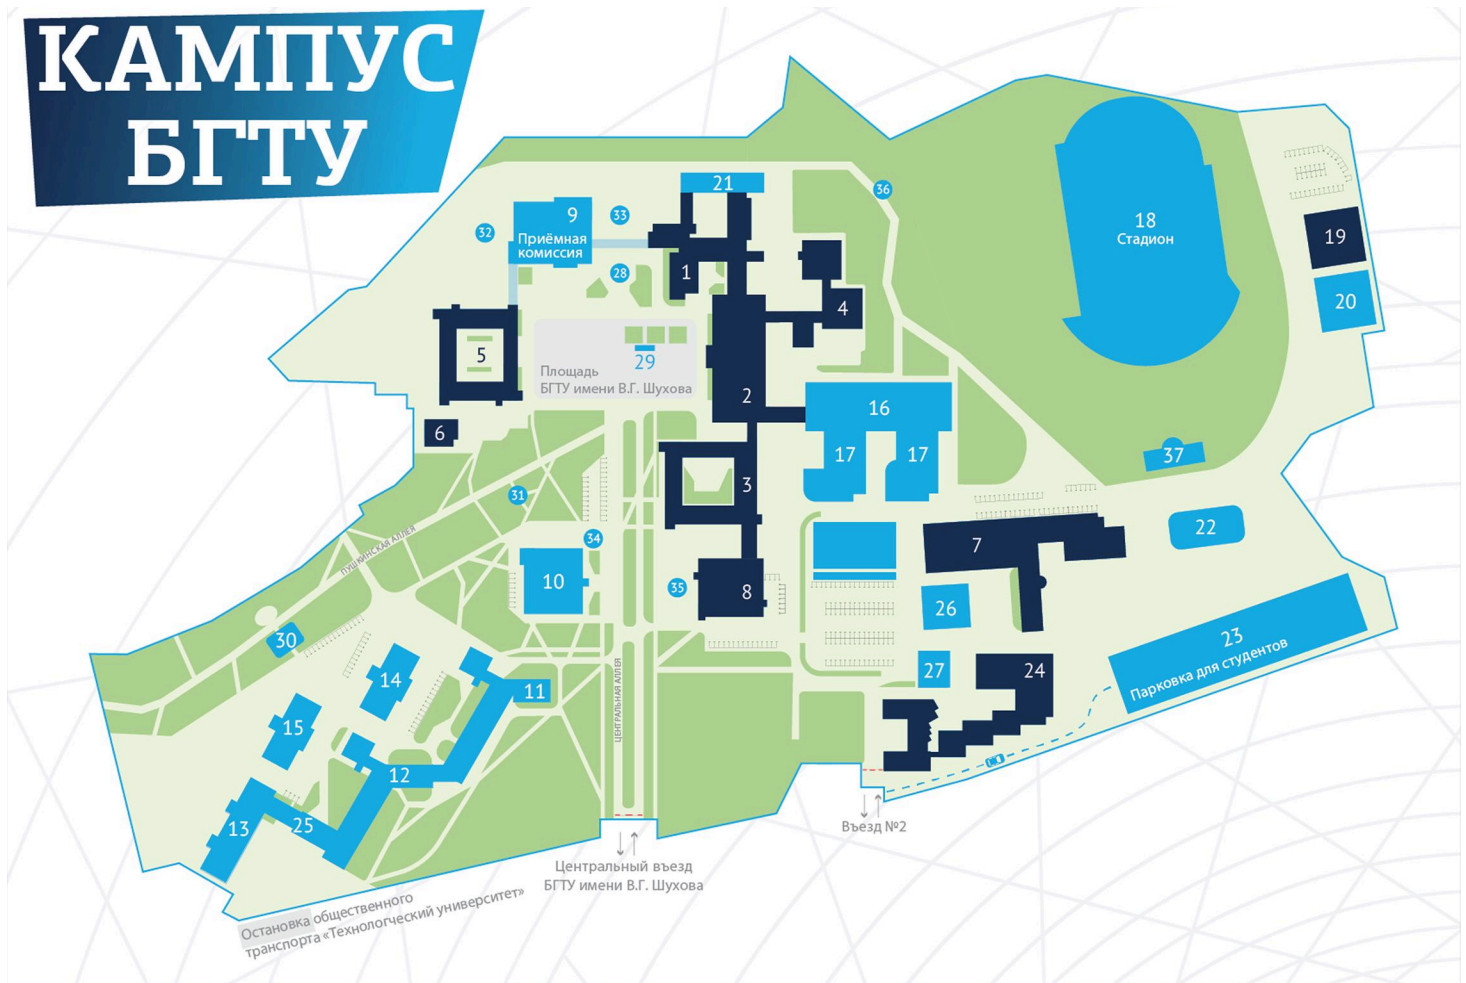 КАМПУС
БГТУ
21
36
18
Стадион
9
Приёмная
комиссия
33
32
28
1
19
20
4
5
29
Площадь
БГТУ имени В.Г. Шухова
2
16
6
17
17
37
3
31
ПУШКИНСКАЯ АЛЛЕЯ
34
22
7
10
35
8
26
30
23
Парковка для студентов
27
24
14
11
ЦЕНТРАЛЬНАЯ АЛЛЕЯ
15
12
13
25
Въезд №2
Центральный въезд
БГТУ имени В.Г. Шухова
Остановка общественного
транспорта «Технологческий университет»